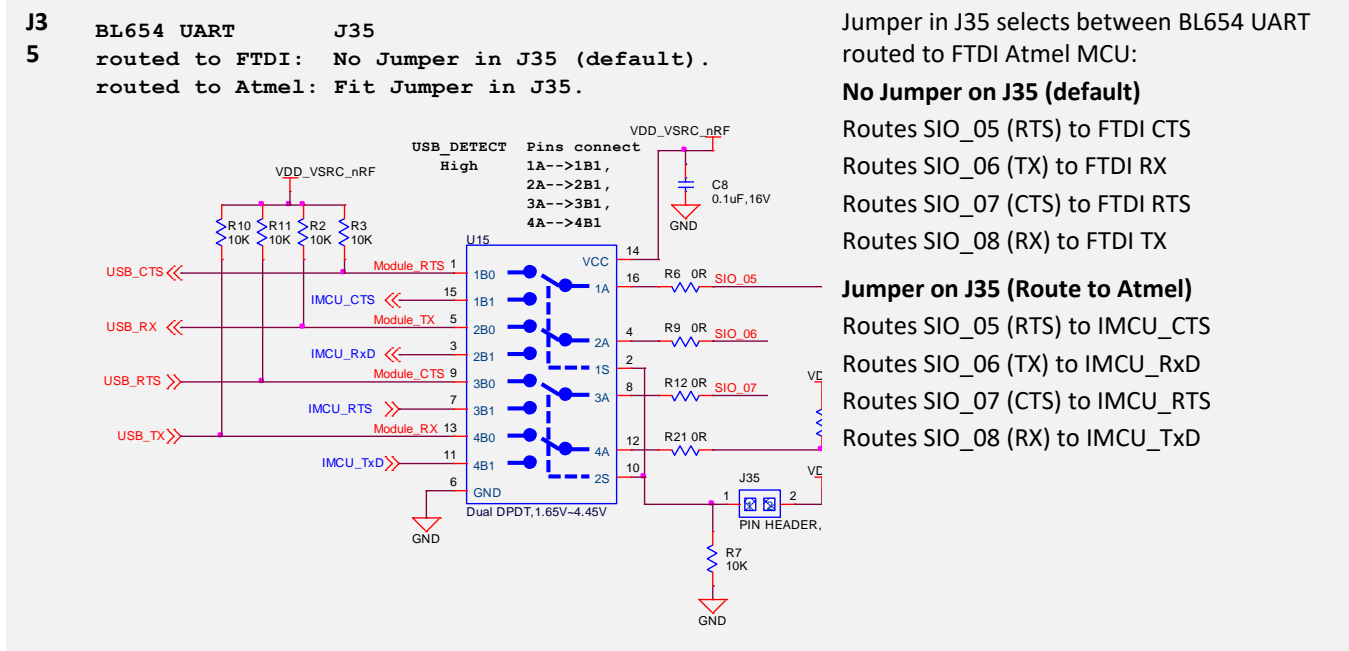 J3
5
BL654 UART J35
routed to FTDI: No Jumper in J35 (default).
routed to Atmel: Fit Jumper in J35.
VDD_VSRC_nRF
USB_DETECT Pins connect
High 1A-->1B1,
2A-->2B1,
3A-->3B1,
4A-->4B1
VDD_VSRC_nRF
C8
0.1uF,16V
GND
R10
10K
R11
10K
R2
10K
R3
10K
U15
USB_CTS
Module_RTS 1
1B0
14
VCC
16
1A
R6 0R
SIO_05
IMCU_CTS
15
1B1
USB_RX
Module_TX 5
2B0
4
2A
R9 0R
SIO_06
IMCU_RxD
3
2B1
2
1S
USB_RTS
Module_CTS 9
3B0
8
3A
R12 0R
SIO_07
VD
IMCU_RTS
7
3B1
USB_TX
Module_RX 13
4B0
12
4A
R21 0R
IMCU_TxD
11
4B1
10
2S
6
GND
GND
Dual DPDT,1.65V~4.45V
J35
1
1
2
2
VD
PIN HEADER,
R7
10K
GND
Jumper in J35 selects between BL654 UART
routed to FTDI Atmel MCU:
No Jumper on J35 (default)
Routes SIO_05 (RTS) to FTDI CTS
Routes SIO_06 (TX) to FTDI RX
Routes SIO_07 (CTS) to FTDI RTS
Routes SIO_08 (RX) to FTDI TX
Jumper on J35 (Route to Atmel)
Routes SIO_05 (RTS) to IMCU_CTS
Routes SIO_06 (TX) to IMCU_RxD
Routes SIO_07 (CTS) to IMCU_RTS
Routes SIO_08 (RX) to IMCU_TxD